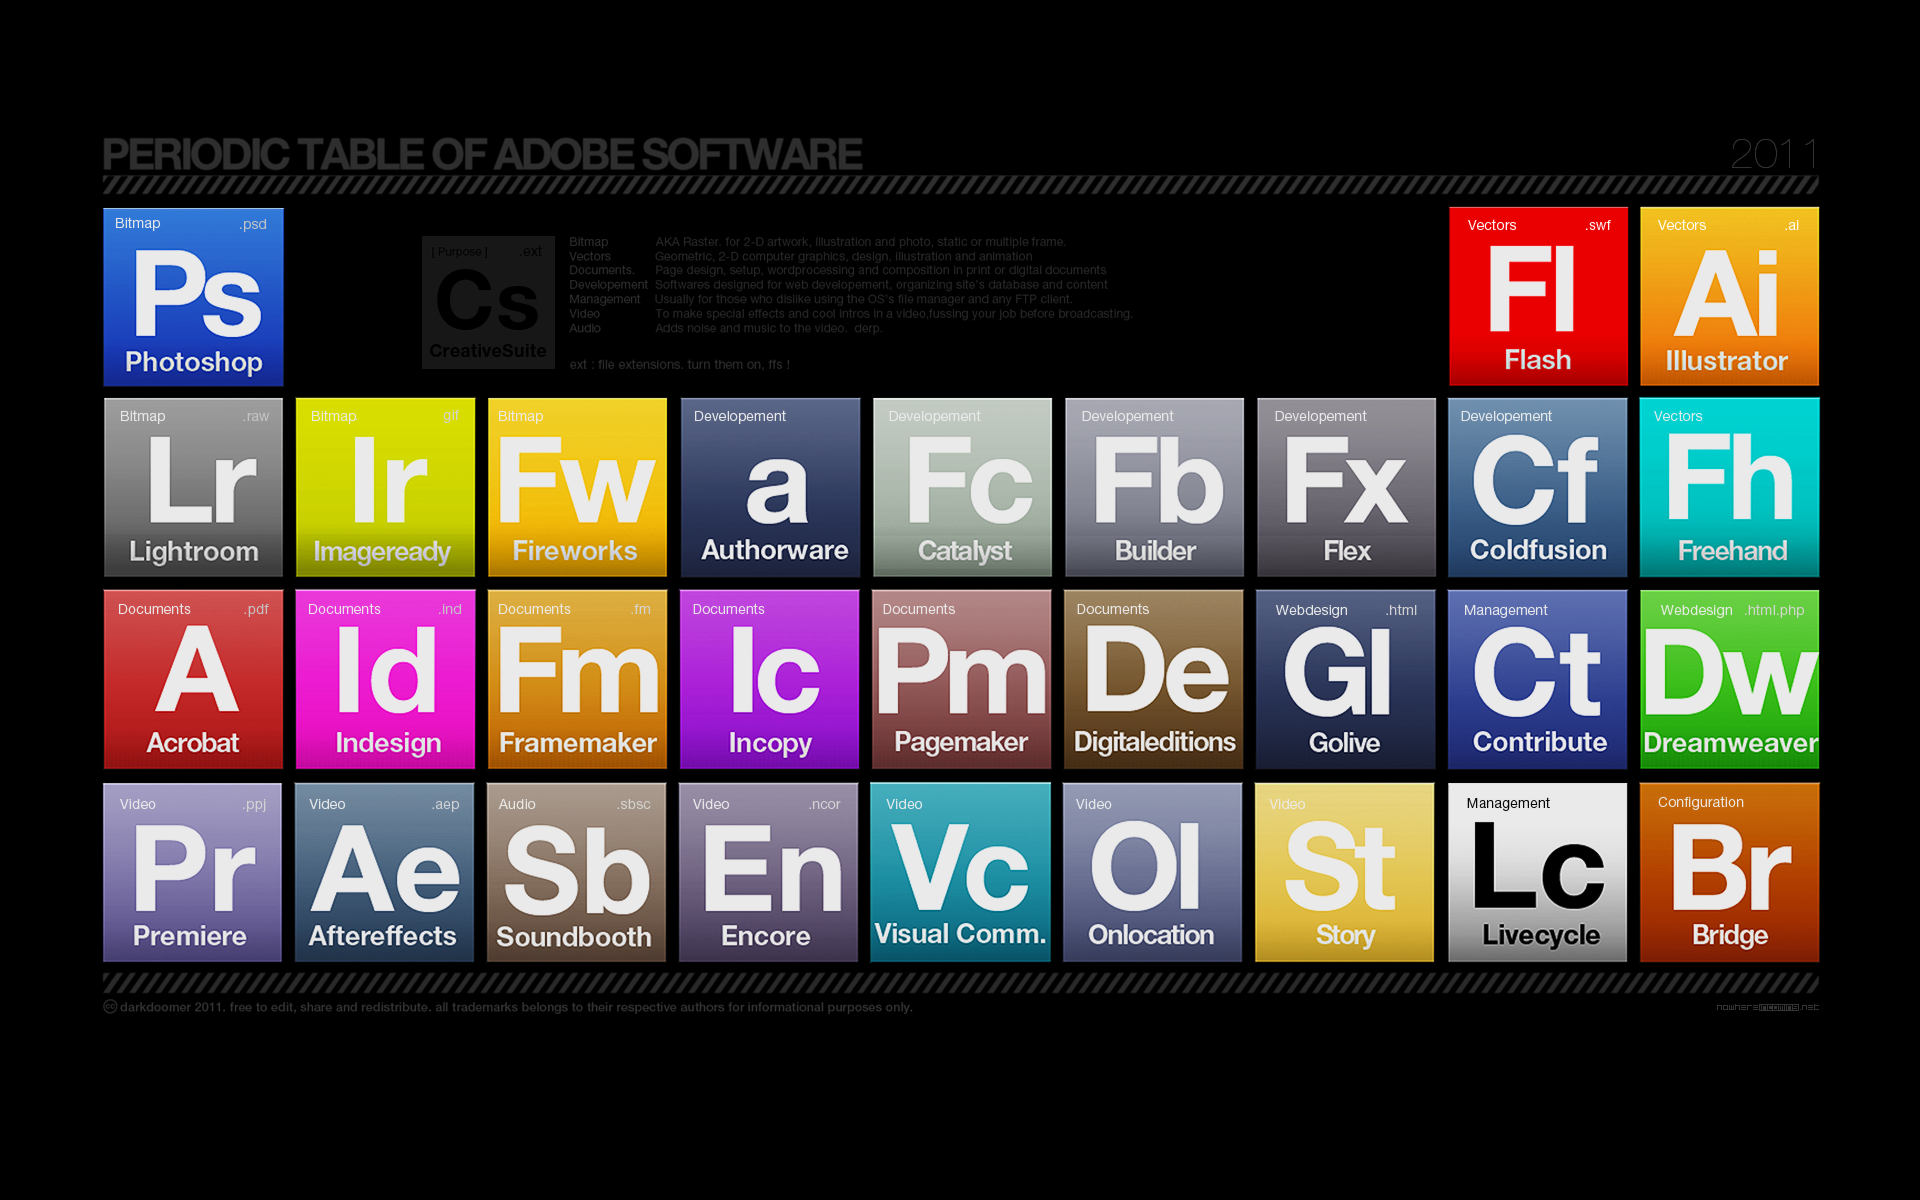 PERIODIC TABLE OF ADOBE SOFTWARE
2011
Bitmap .psd
Ps
Photoshop
[ Purpose ] .ext
Cs
CreativeSuite
Bitmap AKA Raster. for 2-D artwork, illustration and photo, static or multiple frame.
Vectors Geometric, 2-D computer graphics, design, illustration and animation
Documents. Page design, setup, wordprocessing and composition in print or digital documents
Developement Softwares designed for web developement, organizing site's database and content
Management Usually for those who dislike using the OS's file manager and any FTP client.
Video To make special effects and cool intros in a video,fussing your job before broadcasting.
Audio Adds noise and music to the video. derp.
ext : file extensions. turn them on, ffs !
Vectors .swf
Fl
Flash
Vectors .ai
Ai
Illustrator
Bitmap .raw
Lr
Lightroom
Bitmap gif
Ir
Imageready
Bitmap
Fw
Fireworks
Developement
a
Authorware
Developement
Fc
Catalyst
Developement
Fb
Builder
Developement
Fx
Flex
Developement
Cf
Coldfusion
Vectors
Fh
Freehand
Documents .pdf
A
Acrobat
Documents .ind
Id
Indesign
Documents .fm
Fm
Framemaker
Documents
Ic
Incopy
Documents
Pm
Pagemaker
Documents
De
Digitaleditions
Webdesign .html
Gl
Golive
Management
Ct
Contribute
Webdesign .html.php
Dw
Dreamweaver
Video .ppj
Pr
Premiere
Video .aep
Ae
Aftereffects
Audio .sbsc
Sb
Soundbooth
Video .ncor
En
Encore
Video
Vc
Visual Comm.
Video
Ol
Onlocation
Video
St
Story
Management
Lc
Livecycle
Configuration
Br
Bridge
cc darkdoomer 2011. free to edit, share and redistribute. all trademarks belongs to their respective authors for informational purposes only.
nowhereincoming.net